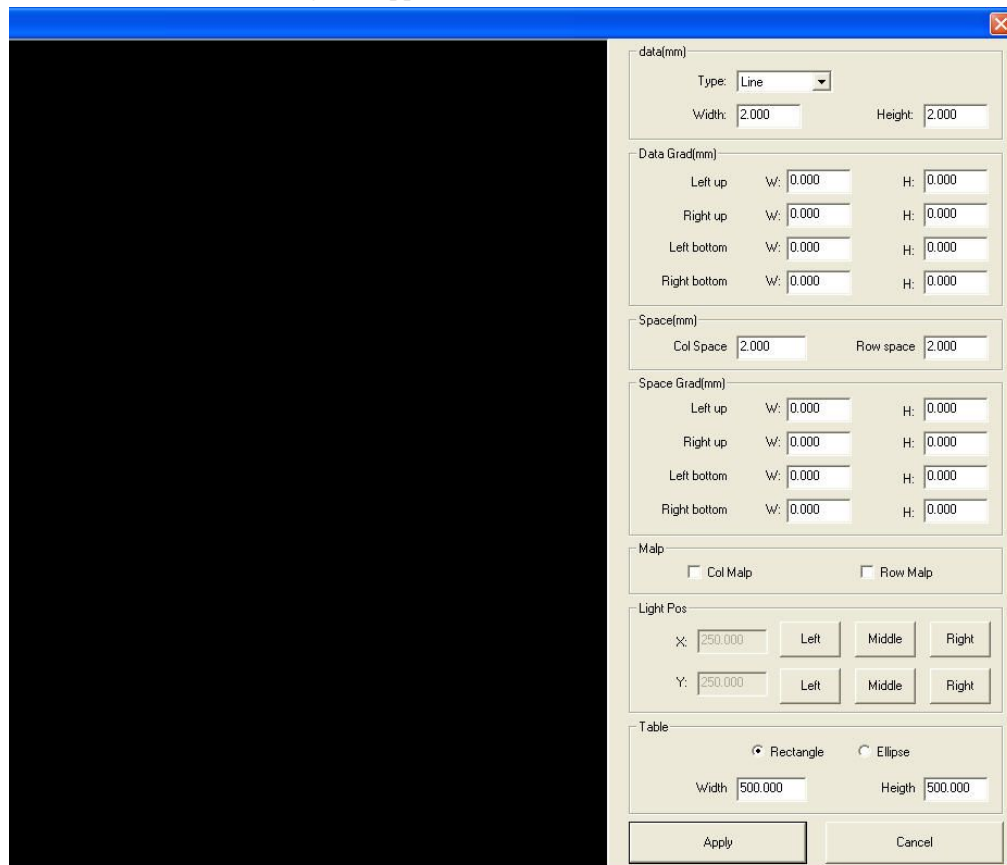 data(mm)
Type: Line
Width: 2.000 Height: 2.000
Data Grad(mm)
Left up W: 0.000 H: 0.000
Right up W: 0.000 H: 0.000
Left bottom W: 0.000 H: 0.000
Right bottom W: 0.000 H: 0.000
Space(mm)
Col Space 2.000 Row space 2.000
Space Grad(mm)
Left up W: 0.000 H: 0.000
Right up W: 0.000 H: 0.000
Left bottom W: 0.000 H: 0.000
Right bottom W: 0.000 H: 0.000
Malp
Col Malp Row Malp
Light Pos
X: 250.000 Left Middle Right
Y: 250.000 Left Middle Right
Table
Rectangle Ellipse
Width 500.000 Heigth 500.000
Apply Cancel